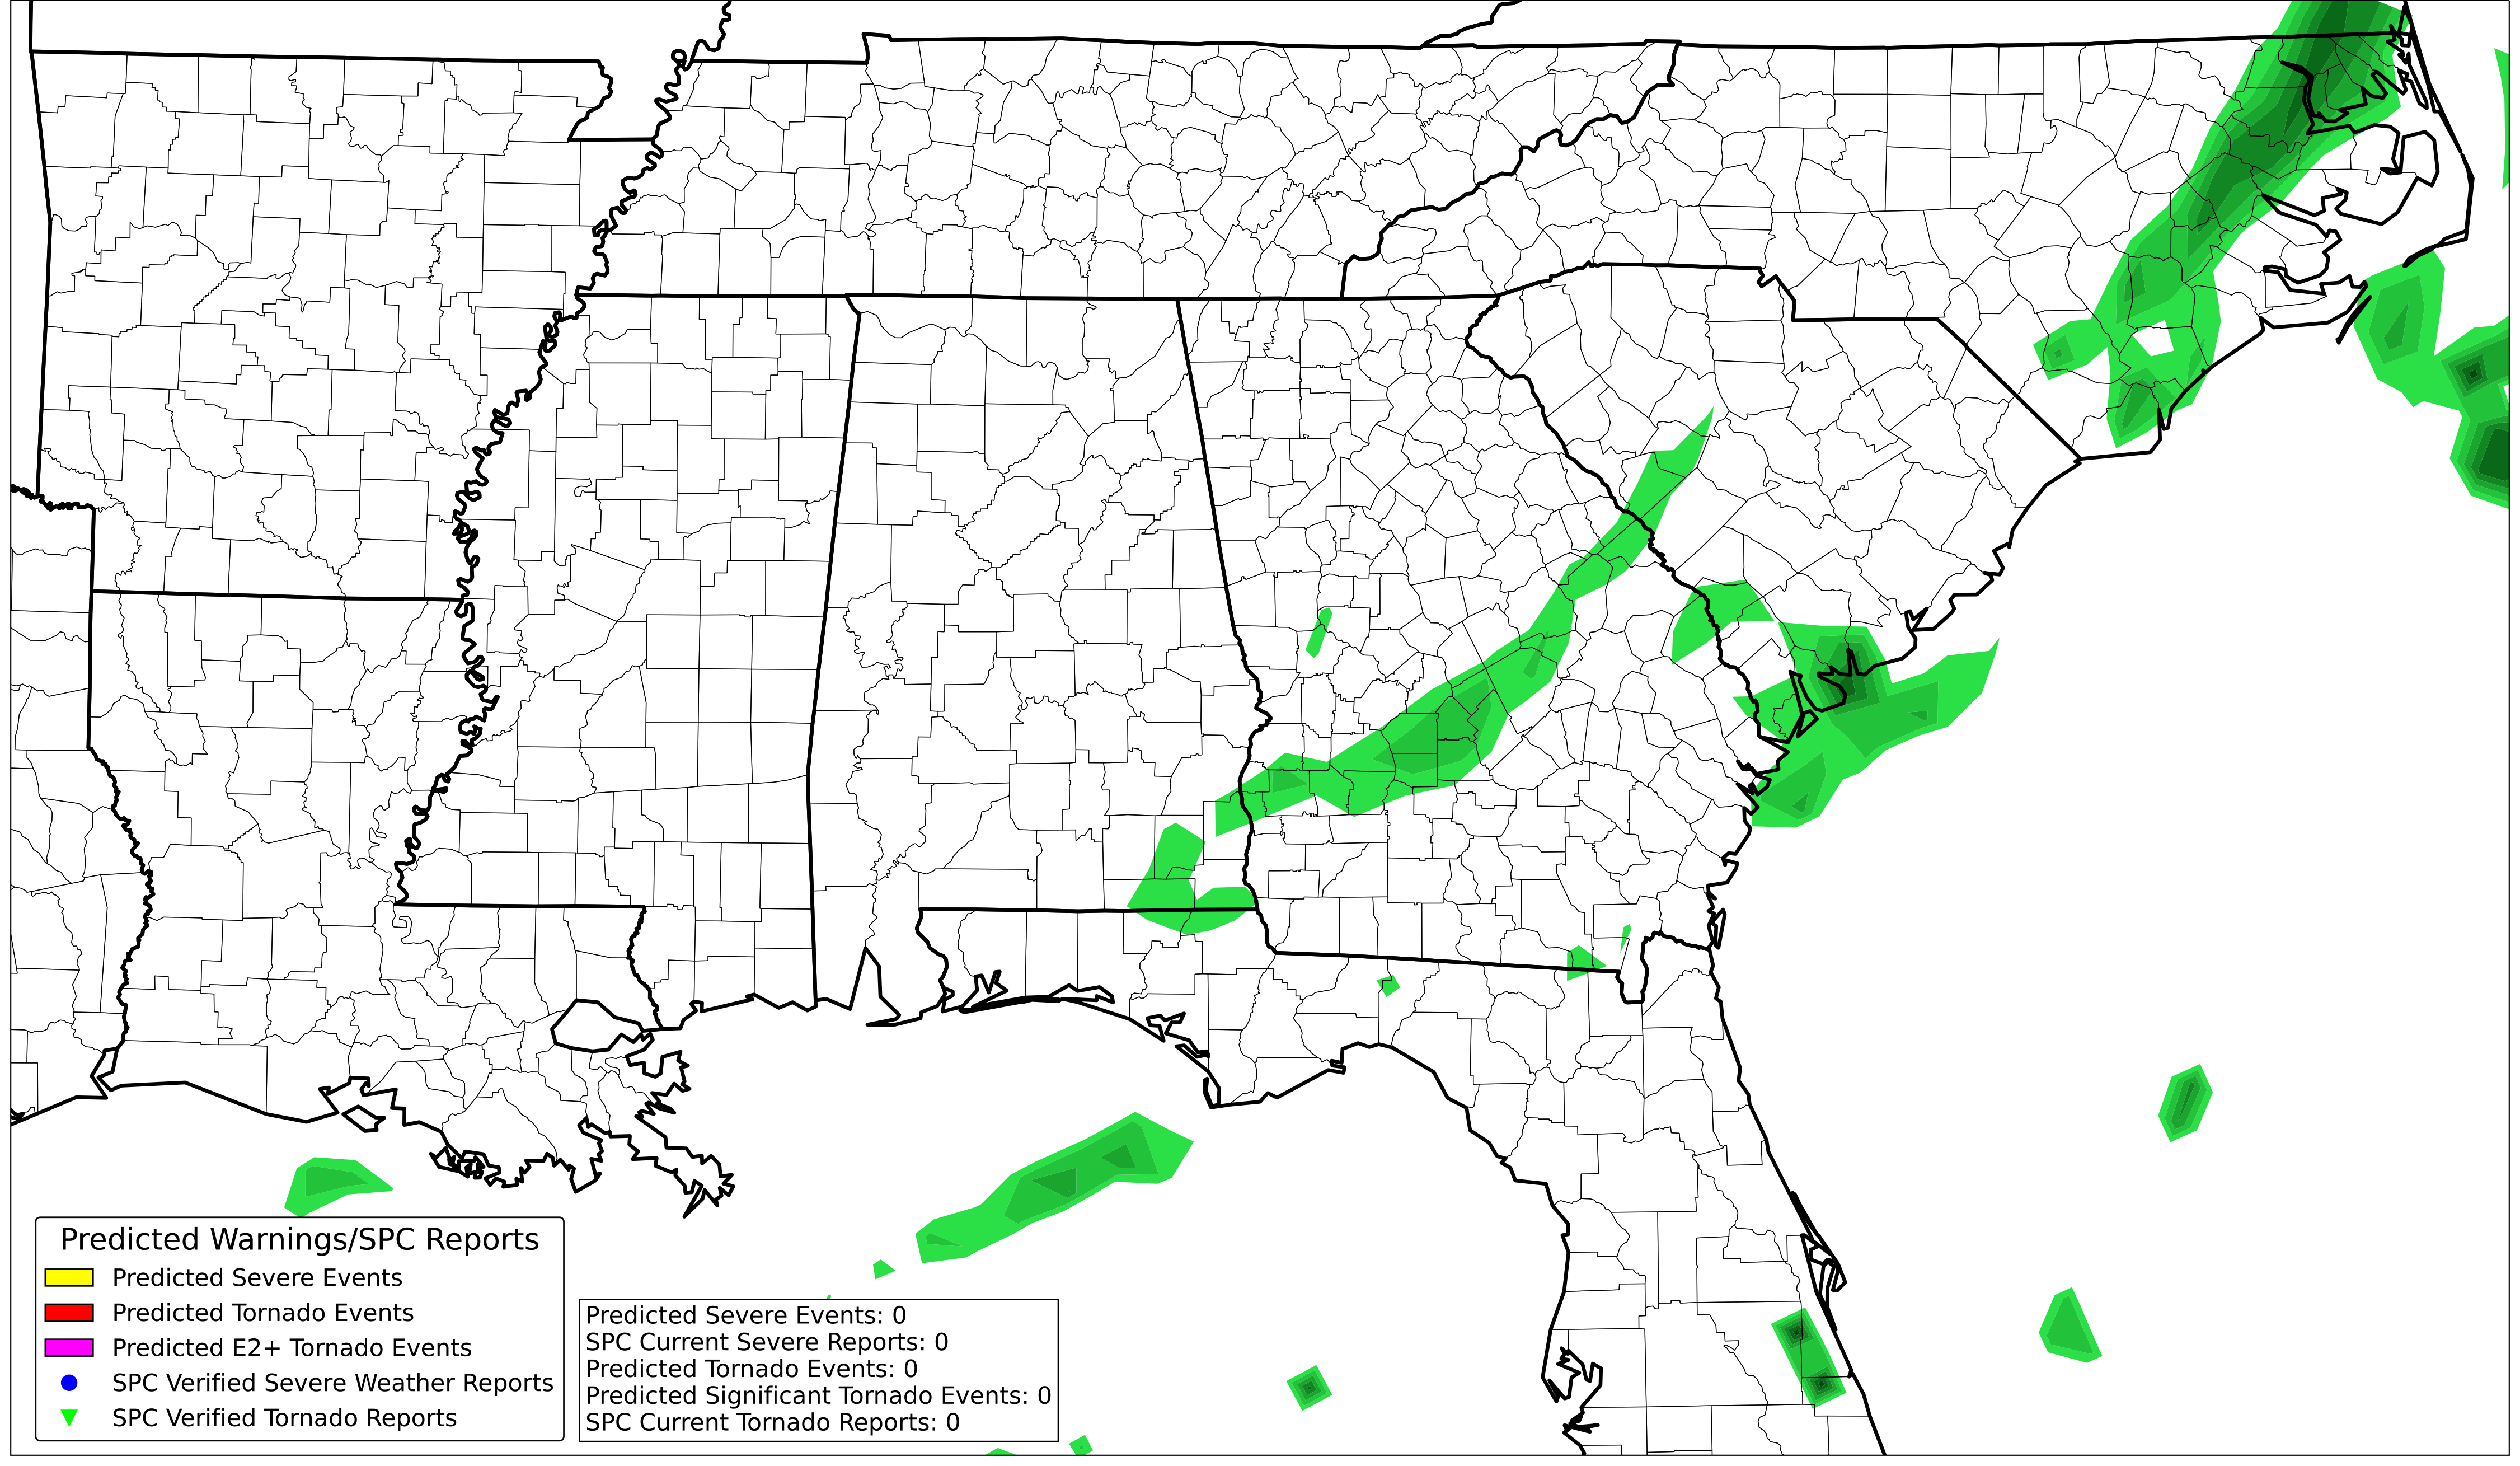 Predicted Warnings/SPC Reports
Predicted Severe Events
Predicted Tornado Events
Predicted E2+ Tornado Events
SPC Verified Severe Weather Reports
SPC Verified Tornado Reports
Predicted Severe Events: 0
SPC Current Severe Reports: 0
Predicted Tornado Events: 0
Predicted Significant Tornado Events: 0
SPC Current Tornado Reports: 0